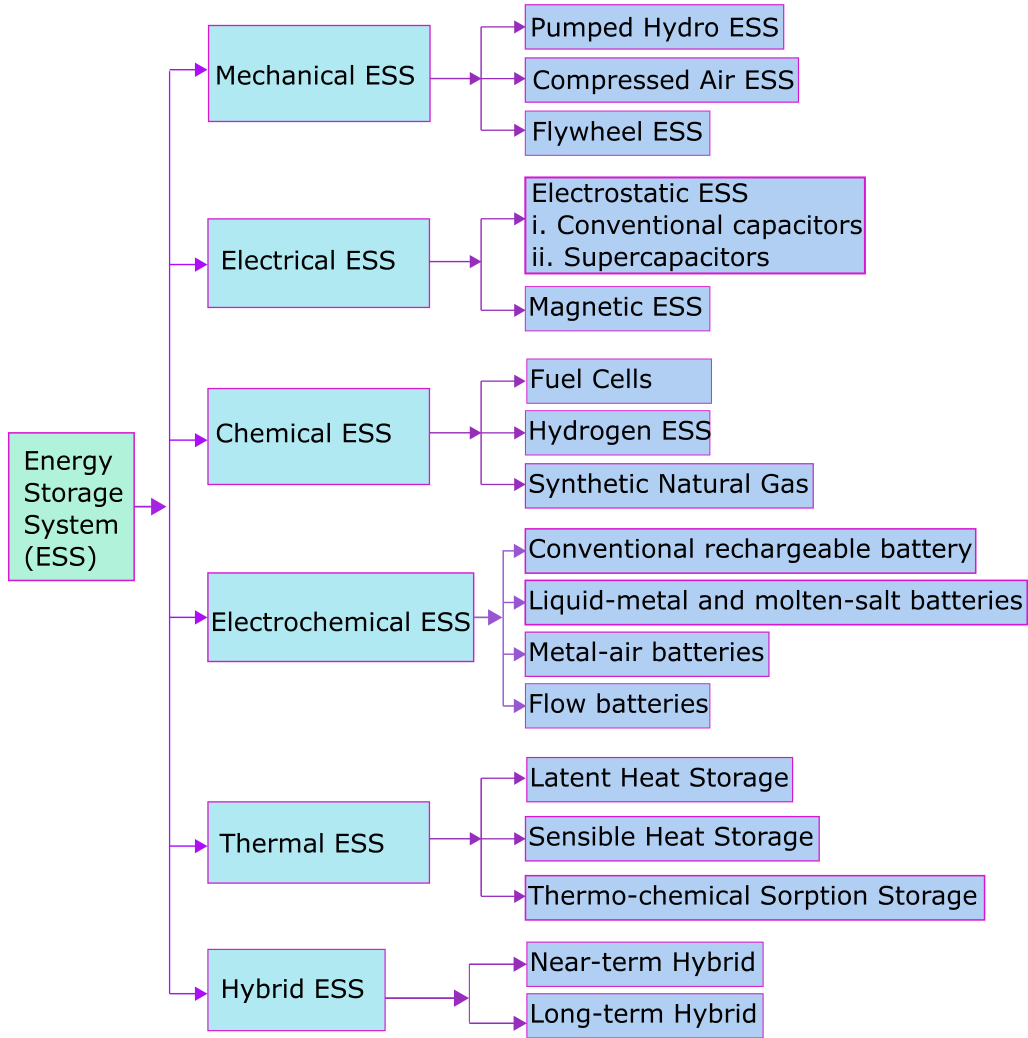 Energy
Storage
System
(ESS)
Mechanical ESS
Pumped Hydro ESS
Compressed Air ESS
Flywheel ESS
Electrical ESS
Electrostatic ESS
i. Conventional capacitors
ii. Supercapacitors
Magnetic ESS
Chemical ESS
Fuel Cells
Hydrogen ESS
Synthetic Natural Gas
Electrochemical ESS
Conventional rechargeable battery
Liquid-metal and molten-salt batteries
Metal-air batteries
Flow batteries
Thermal ESS
Latent Heat Storage
Sensible Heat Storage
Thermo-chemical Sorption Storage
Hybrid ESS
Near-term Hybrid
Long-term Hybrid